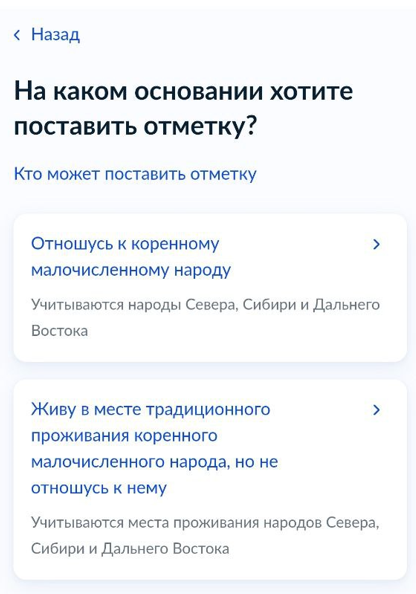 Назад
На каком основании хотите
поставить отметку?
Кто может поставить отметку
Отношусь к коренному
малочисленному народу
Учитываются народы Севера, Сибири и Дальнего
Востока
Живу в месте традиционного
проживания коренного
малочисленного народа, но не
отношусь к нему
Учитываются места проживания народов Севера,
Сибири и Дальнего Востока